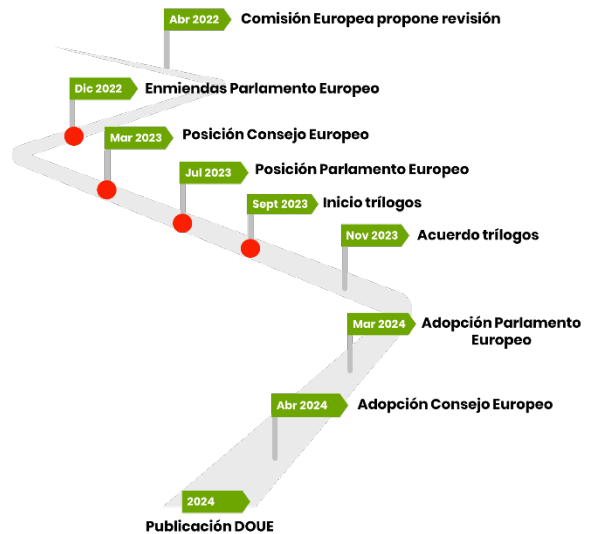 Abr 2022 Comisión Europea propone revisión
Dic 2022 Enmiendas Parlamento Europeo
Mar 2023 Posición Consejo Europeo
Jul 2023 Posición Parlamento Europeo
Sept 2023 Inicio trílogos
Nov 2023 Acuerdo trílogos
Mar 2024 Adopción Parlamento
Europeo
Abr 2024 Adopción Consejo Europeo
2024
Publicación DOUE